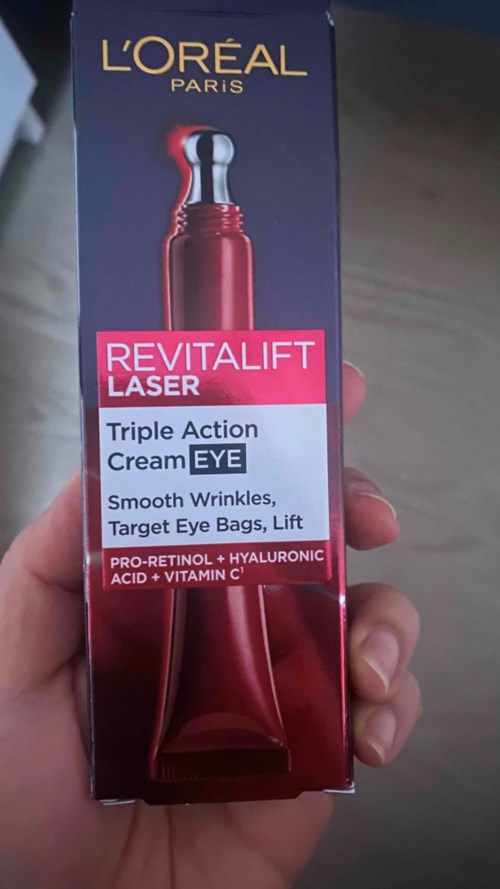 L'ORÉAL
PARiS
REVITALIFT
LASER
Triple Action
Cream EYE
Smooth Wrinkles,
Target Eye Bags, Lift
PRO-RETINOL + HYALURONIC
ACID + VITAMIN C¹